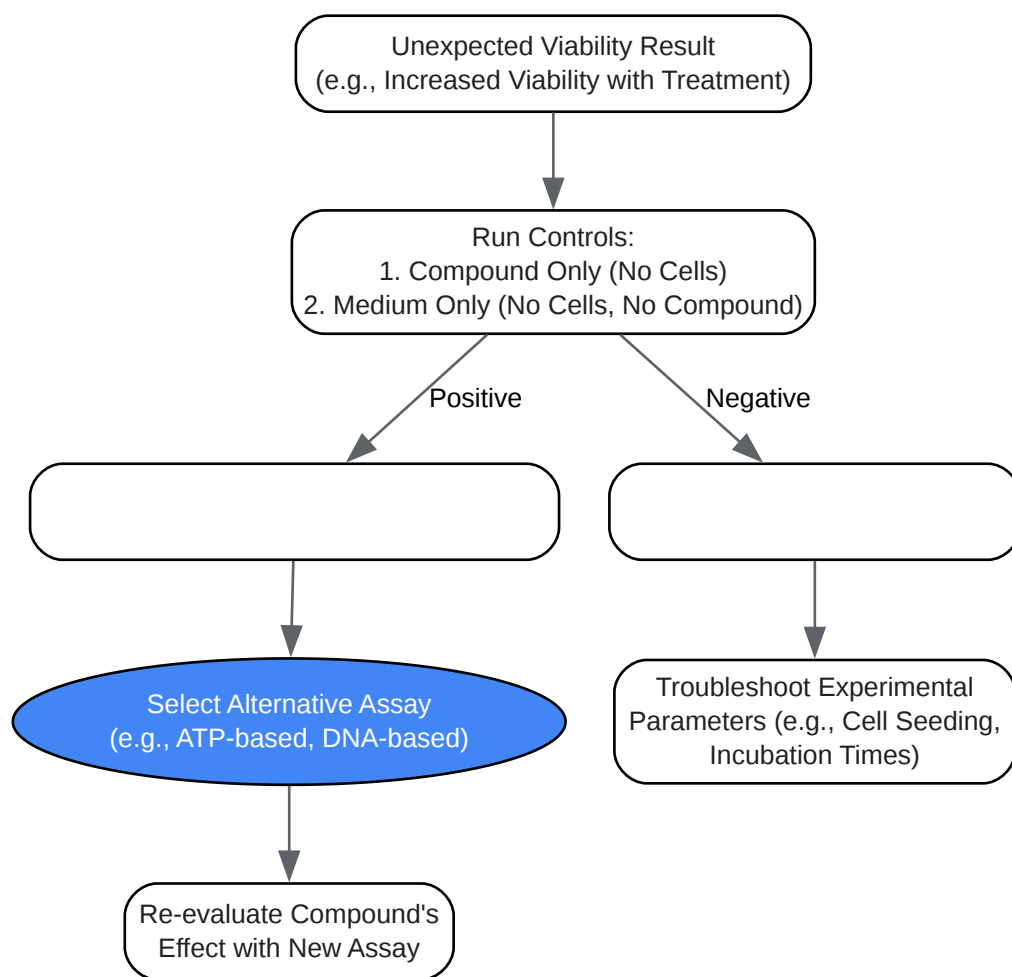 Unexpected Viability Result
(e.g., Increased Viability with Treatment)
Run Controls:
1. Compound Only (No Cells)
2. Medium Only (No Cells, No Compound)
Positive
Negative
Select Alternative Assay
(e.g., ATP-based, DNA-based)
Troubleshoot Experimental
Parameters (e.g., Cell Seeding,
Incubation Times)
Re-evaluate Compound's
Effect with New Assay